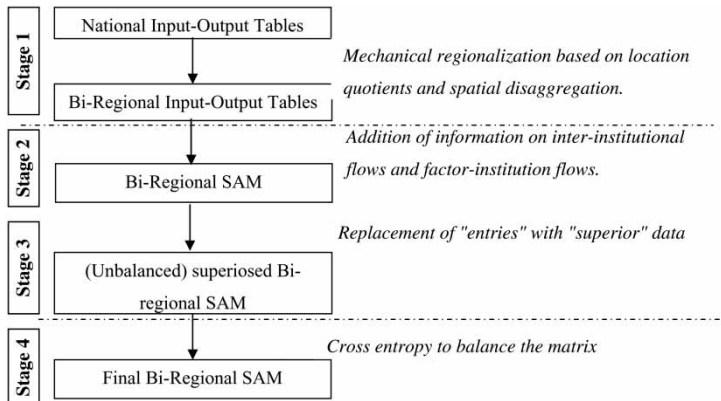 Stage 1
National Input-Output Tables
Mechanical regionalization based on location
quotients and spatial disaggregation.
Bi-Regional Input-Output Tables
Stage 2
Addition of information on inter-institutional
flows and factor-institution flows.
Bi-Regional SAM
Stage 3
Replacement of "entries" with "superior" data
(Unbalanced) superiosed Bi-
regional SAM
Stage 4
Cross entropy to balance the matrix
Final Bi-Regional SAM